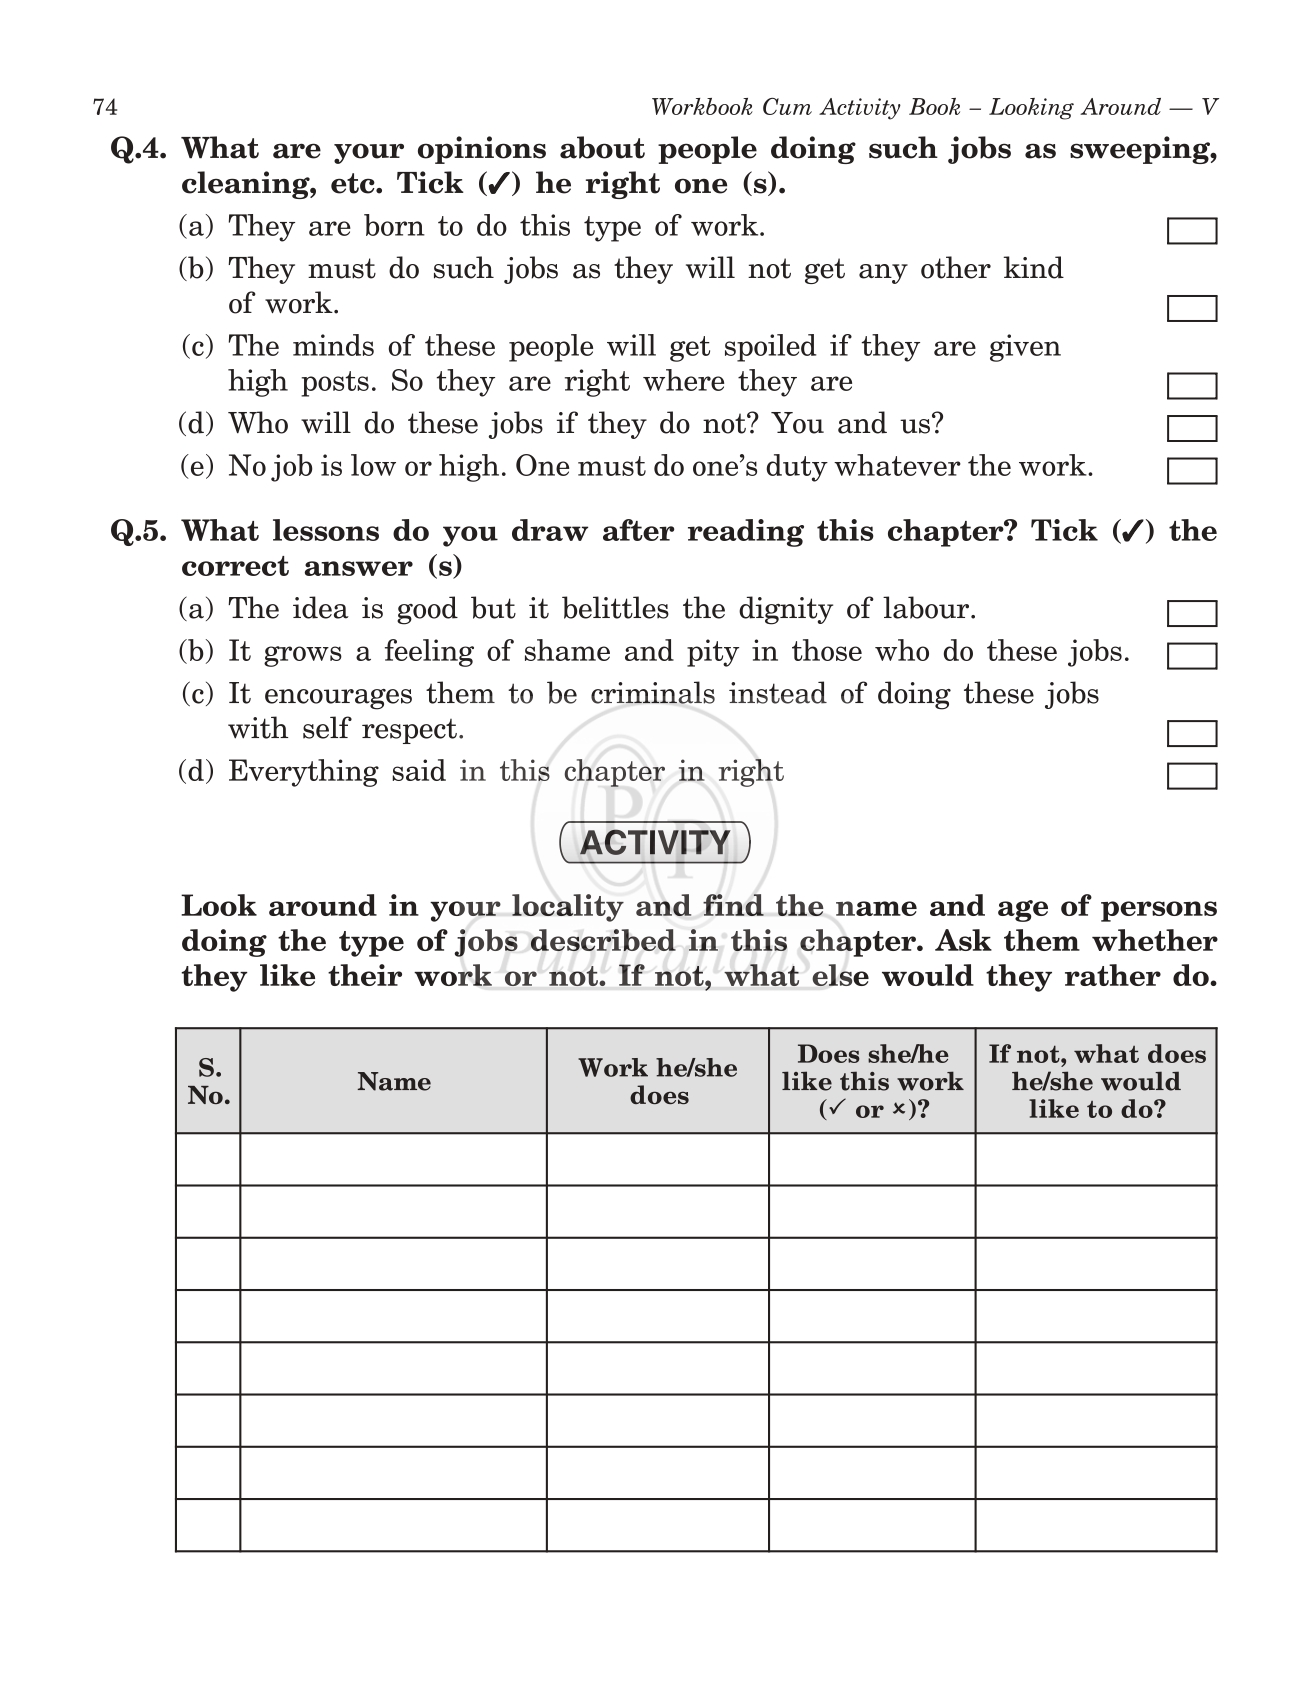 74 Workbook Cum Activity Book – Looking Around — V
Q.4. What are your opinions about people doing such jobs as sweeping,
cleaning, etc. Tick (✓) he right one (s).
(a) They are born to do this type of work.
(b) They must do such jobs as they will not get any other kind
of work.
(c) The minds of these people will get spoiled if they are given
high posts. So they are right where they are
(d) Who will do these jobs if they do not? You and us?
(e) No job is low or high. One must do one’s duty whatever the work.
Q.5. What lessons do you draw after reading this chapter? Tick (✓) the
correct answer (s)
(a) The idea is good but it belittles the dignity of labour.
(b) It grows a feeling of shame and pity in those who do these jobs.
(c) It encourages them to be criminals instead of doing these jobs
with self respect.
(d) Everything said in this chapter in right
PP
ACTIVITY
Look around in your locality and find the name and age of persons
doing the type of jobs described in this chapter. Ask them whether
Publications
they like their work or not. If not, what else would they rather do.
S.
No.
Name
Work he/she
does
Does she/he
like this work
(✓ or ×)?
If not, what does
he/she would
like to do?